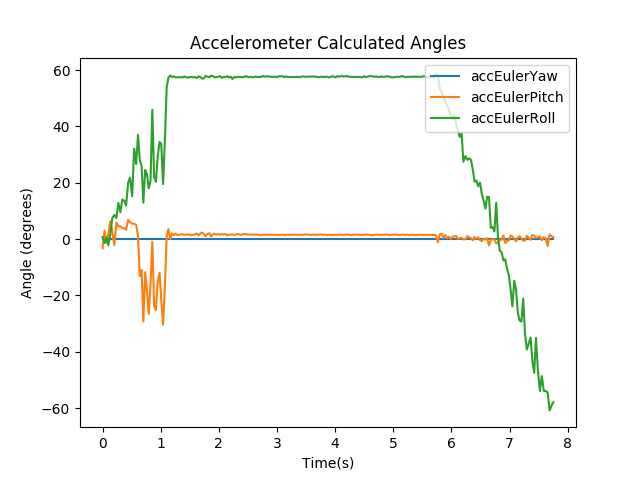 Accelerometer Calculated Angles
accEulerYaw
accEulerPitch
accEulerRoll
Angle (degrees)
60
40
20
0
−20
−40
−60
0 1 2 3 4 5 6 7 8
Time(s)